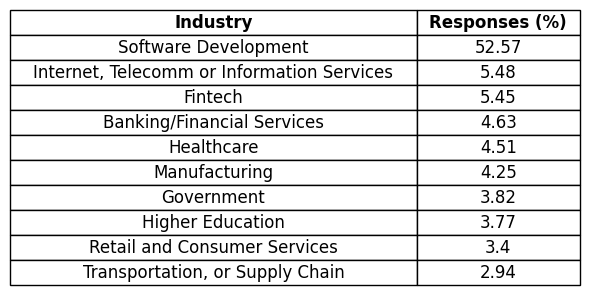 Industry Responses (%)
Software Development 52.57
Internet, Telecomm or Information Services 5.48
Fintech 5.45
Banking/Financial Services 4.63
Healthcare 4.51
Manufacturing 4.25
Government 3.82
Higher Education 3.77
Retail and Consumer Services 3.4
Transportation, or Supply Chain 2.94